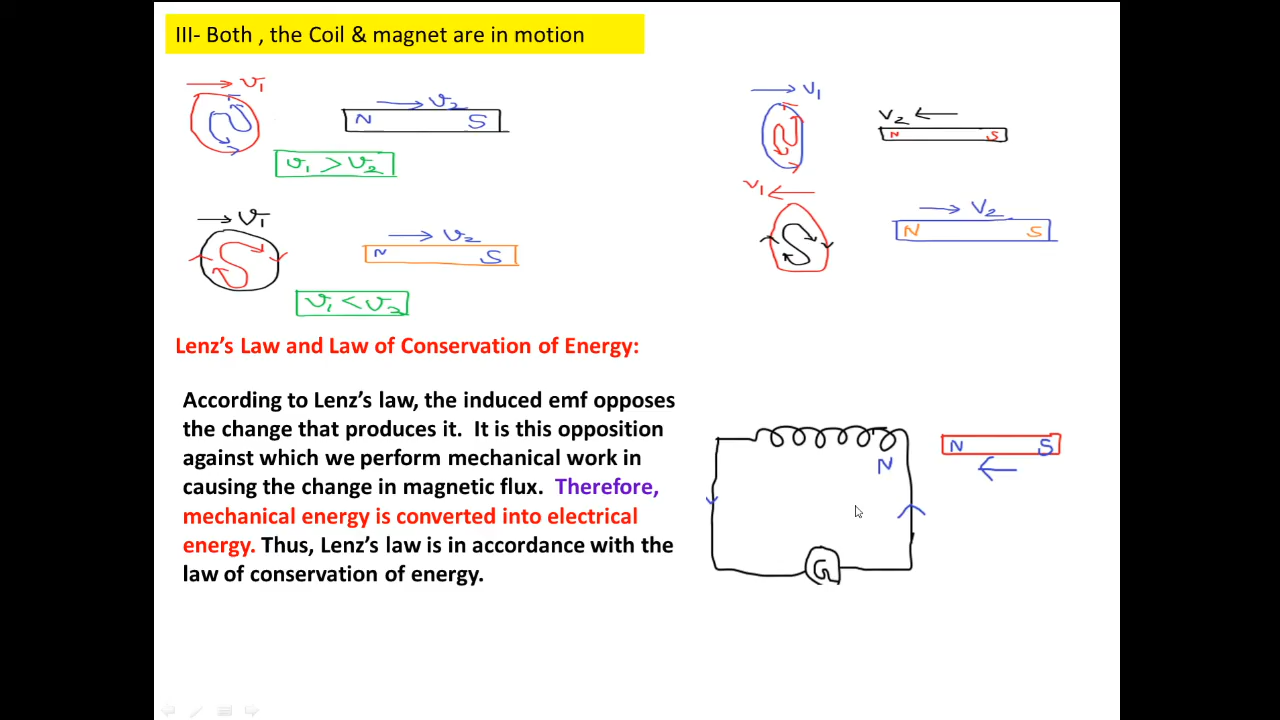 III- Both , the Coil & magnet are in motion
v₁
v₂
N S
v₁ > v₂
v₁
v₂
N S
v₁ < v₂
V₁
V₂
N S
v₁
V₂
N S
Lenz’s Law and Law of Conservation of Energy:
According to Lenz’s law, the induced emf opposes
the change that produces it. It is this opposition
against which we perform mechanical work in
causing the change in magnetic flux. Therefore,
mechanical energy is converted into electrical
energy. Thus, Lenz’s law is in accordance with the
law of conservation of energy.
N
N S
G